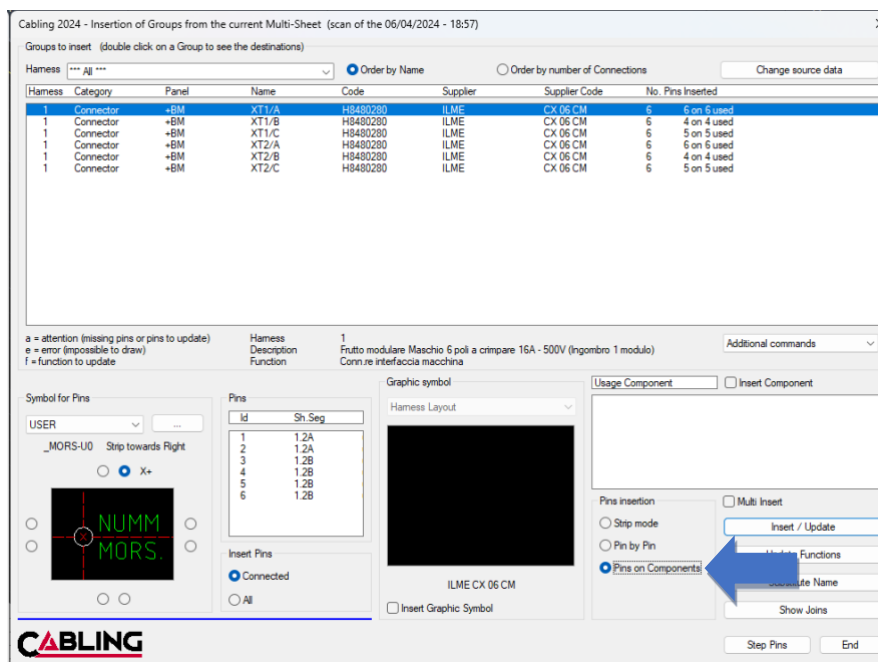 Cabling 2024 - Insertion of Groups from the current Multi-Sheet (scan of the 06/04/2024 - 18:57)
Groups to insert (double click on a Group to see the destinations)
Harness *** All *** Order by Name Order by number of Connections Change source data
Harness Category Panel Name Code Supplier Supplier Code No. Pins Inserted
1 Connector +BM XT1/A H8480280 ILME CX 06 CM 6 6 on 6 used
1 Connector +BM XT1/B H8480280 ILME CX 06 CM 6 4 on 4 used
1 Connector +BM XT1/C H8480280 ILME CX 06 CM 6 5 on 5 used
1 Connector +BM XT2/A H8480280 ILME CX 06 CM 6 6 on 6 used
1 Connector +BM XT2/B H8480280 ILME CX 06 CM 6 4 on 4 used
1 Connector +BM XT2/C H8480280 ILME CX 06 CM 6 5 on 5 used
a = attention (missing pins or pins to update) Harness 1
e = error (impossible to draw) Description Frutto modulare Maschio 6 poli a crimpare 16A - 500V (Ingombro 1 modulo)
f = function to update Function Conn.re interfaccia macchina
Additional commands
Symbol for Pins
USER ...
_MORS-U0 Strip towards Right
X+
NUMM
MORS.
Pins
Id Sh.Seg
1 1.2A
2 1.2A
3 1.2B
4 1.2B
5 1.2B
6 1.2B
Insert Pins
Connected
All
Graphic symbol
Harness Layout
ILME CX 06 CM
Insert Graphic Symbol
Usage Component Insert Component
Pins insertion
Strip mode
Pin by Pin
Pins on Components
Multi Insert
Insert / Update
Functions
Name
Show Joins
CABLING
Step Pins End